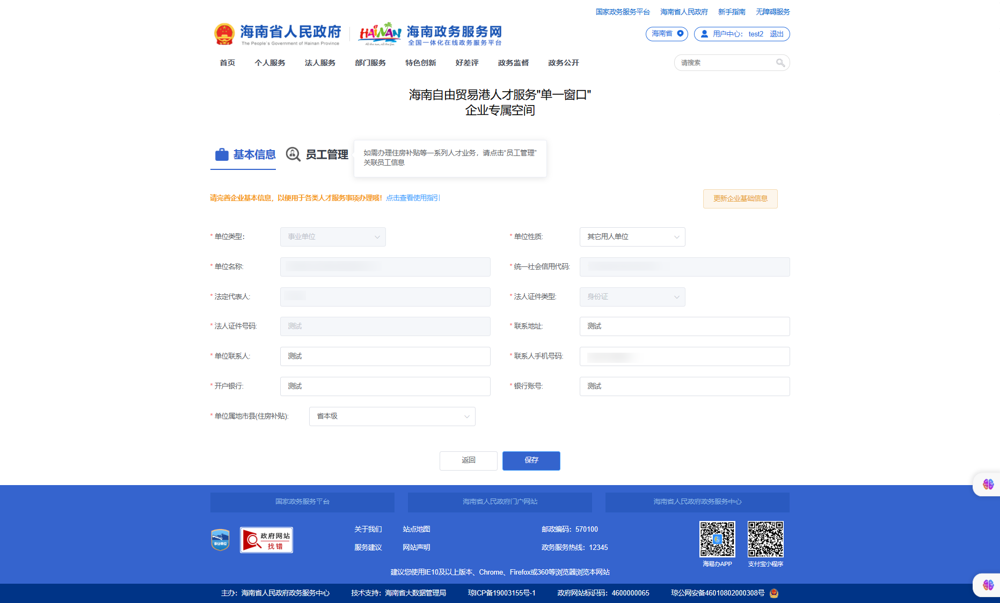 国家政务服务平台 海南省人民政府 新手指南 无障碍服务
海南省人民政府 HAINAN 海南政务服务网
The People's Government of Hainan Province 全国一体化在线政务服务平台
海南省 用户中心： test2 退出
首页 个人服务 法人服务 部门服务 特色创新 好差评 政务监督 政务公开 请搜索
海南自由贸易港人才服务"单一窗口"
企业专属空间
基本信息 员工管理
如需办理住房补贴等一系列人才业务，请点击“员工管理”
关联员工信息
请完善企业基本信息，以便用于各类人才服务事项办理哦！点击查看使用指引 更新企业基础信息
* 单位类型： 事业单位 * 单位性质: 其它用人单位
* 单位名称: * 统一社会信用代码:
* 法定代表人: * 法人证件类型: 身份证
* 法人证件号码: 测试 * 联系地址: 测试
* 单位联系人: 测试 * 联系人手机号码:
* 开户银行: 测试 * 银行账号: 测试
* 单位属地市县(住房补贴): 省本级
返回 保存
国家政务服务平台 海南省人民政府门户网站 海南省人民政府政务服务中心
事业单位 政府网站 找错
关于我们 站点地图 邮政编码：570100
服务建议 网站声明 政务服务热线：12345
海易办APP 支付宝小程序
建议您使用IE10及以上版本、Chrome、Firefox或360等浏览器浏览本网站
主办：海南省人民政府政务服务中心 技术支持：海南省大数据管理局 琼ICP备19003155号-1 政府网站标识码：4600000065 琼公网安备46010802000308号